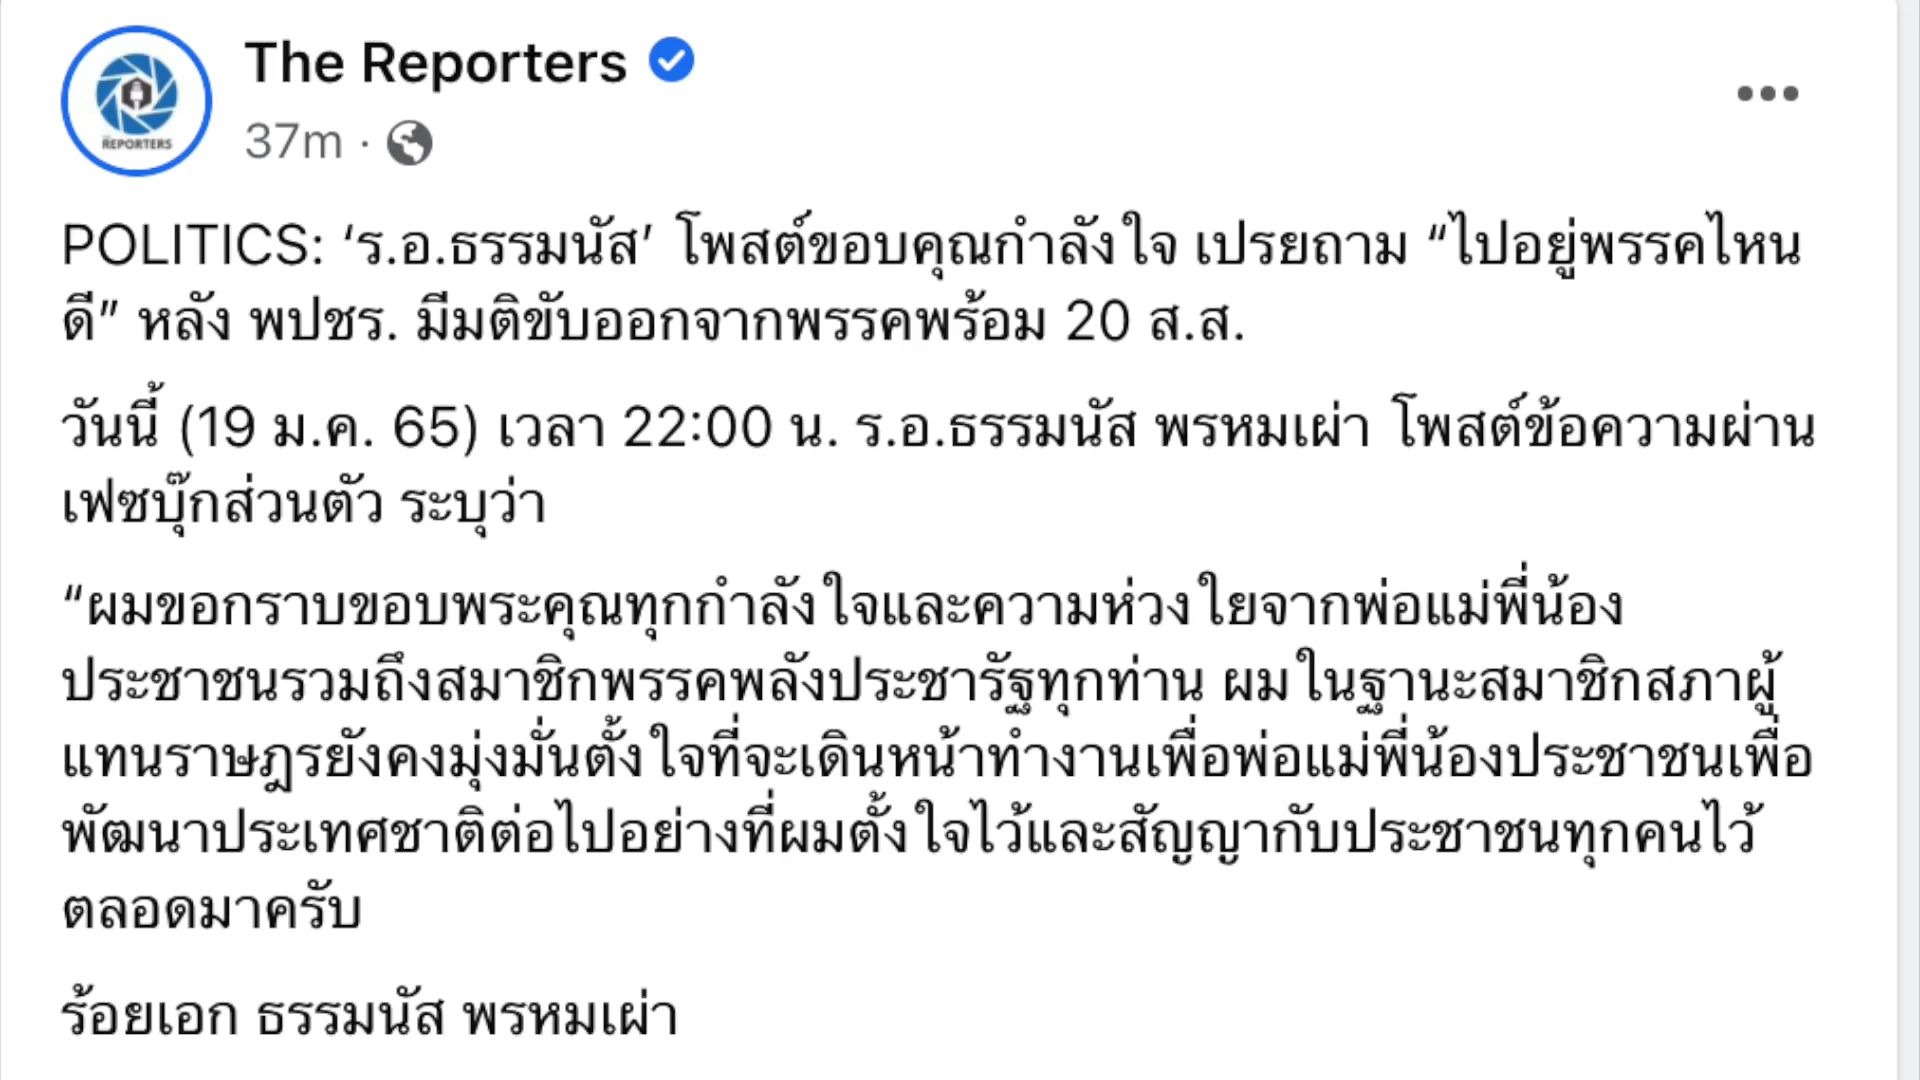 The Reporters
37m ·
REPORTERS
POLITICS: ‘ร.อ.ธรรมนัส’ โพสต์ขอบคุณกำลังใจ เปรยถาม “ไปอยู่พรรคไหน
ดี” หลัง พปชร. มีมติขับออกจากพรรคพร้อม 20 ส.ส.
วันนี้ (19 ม.ค. 65) เวลา 22:00 น. ร.อ.ธรรมนัส พรหมเผ่า โพสต์ข้อความผ่าน
เฟซบุ๊กส่วนตัว ระบุว่า
“ผมขอกราบขอบพระคุณทุกกำลังใจและความห่วงใยจากพ่อแม่พี่น้อง
ประชาชนรวมถึงสมาชิกพรรคพลังประชารัฐทุกท่าน ผมในฐานะสมาชิกสภาผู้
แทนราษฎรยังคงมุ่งมั่นตั้งใจที่จะเดินหน้าทำงานเพื่อพ่อแม่พี่น้องประชาชนเพื่อ
พัฒนาประเทศชาติต่อไปอย่างที่ผมตั้งใจไว้และสัญญากับประชาชนทุกคนไว้
ตลอดมาครับ
ร้อยเอก ธรรมนัส พรหมเผ่า